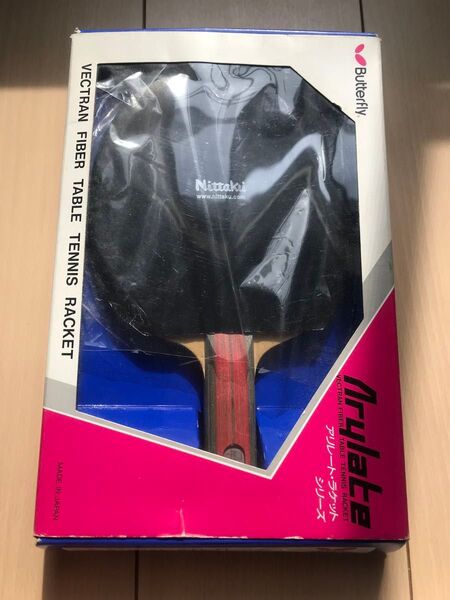 Butterfly
VECTRAN FIBER TABLE TENNIS RACKET
Nittaku
www.nittaku.com
Arylate
VECTRAN FIBER TABLE TENNIS RACKET
アリレート・ラケット
シリーズ
MADE IN JAPAN